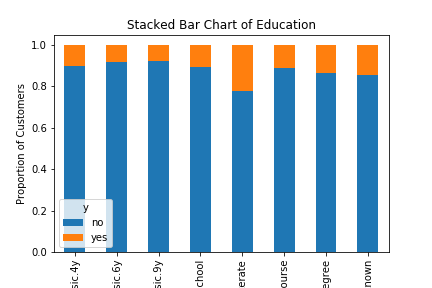 Stacked Bar Chart of Education
Proportion of Customers
1.0
0.8
0.6
0.4
0.2
0.0
y
no
yes
sic.4y
sic.6y
sic.9y
chool
erate
ourse
egree
nown